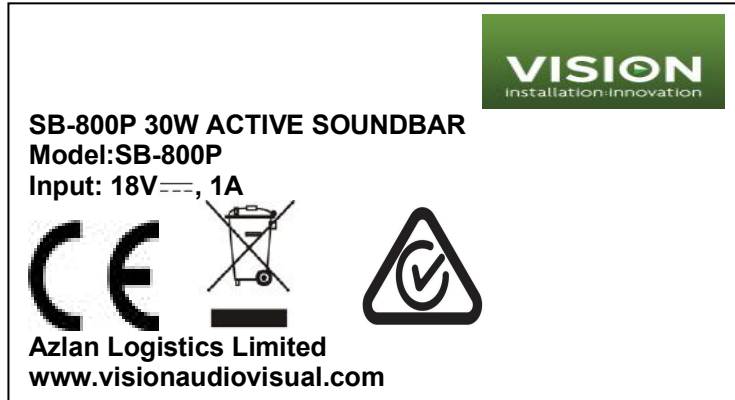 VISION
installation:innovation
SB-800P 30W ACTIVE SOUNDBAR
Model:SB-800P
Input: 18V⎓, 1A
CE
Azlan Logistics Limited
www.visionaudiovisual.com